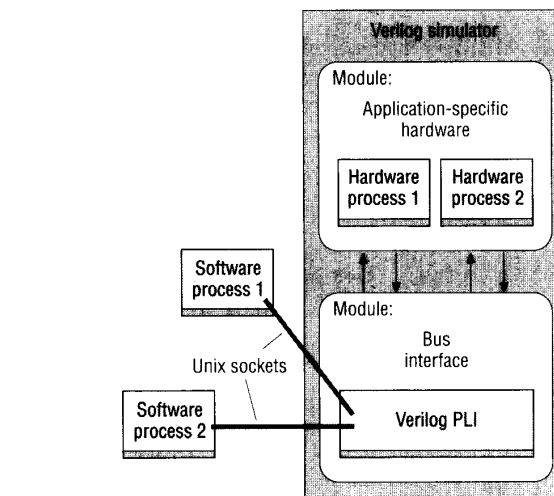 Verilog simulator
Module:
Application-specific
hardware
Hardware
process 1
Hardware
process 2
Software
process 1
Module:
Bus
interface
Unix sockets
Verilog PLI
Software
process 2